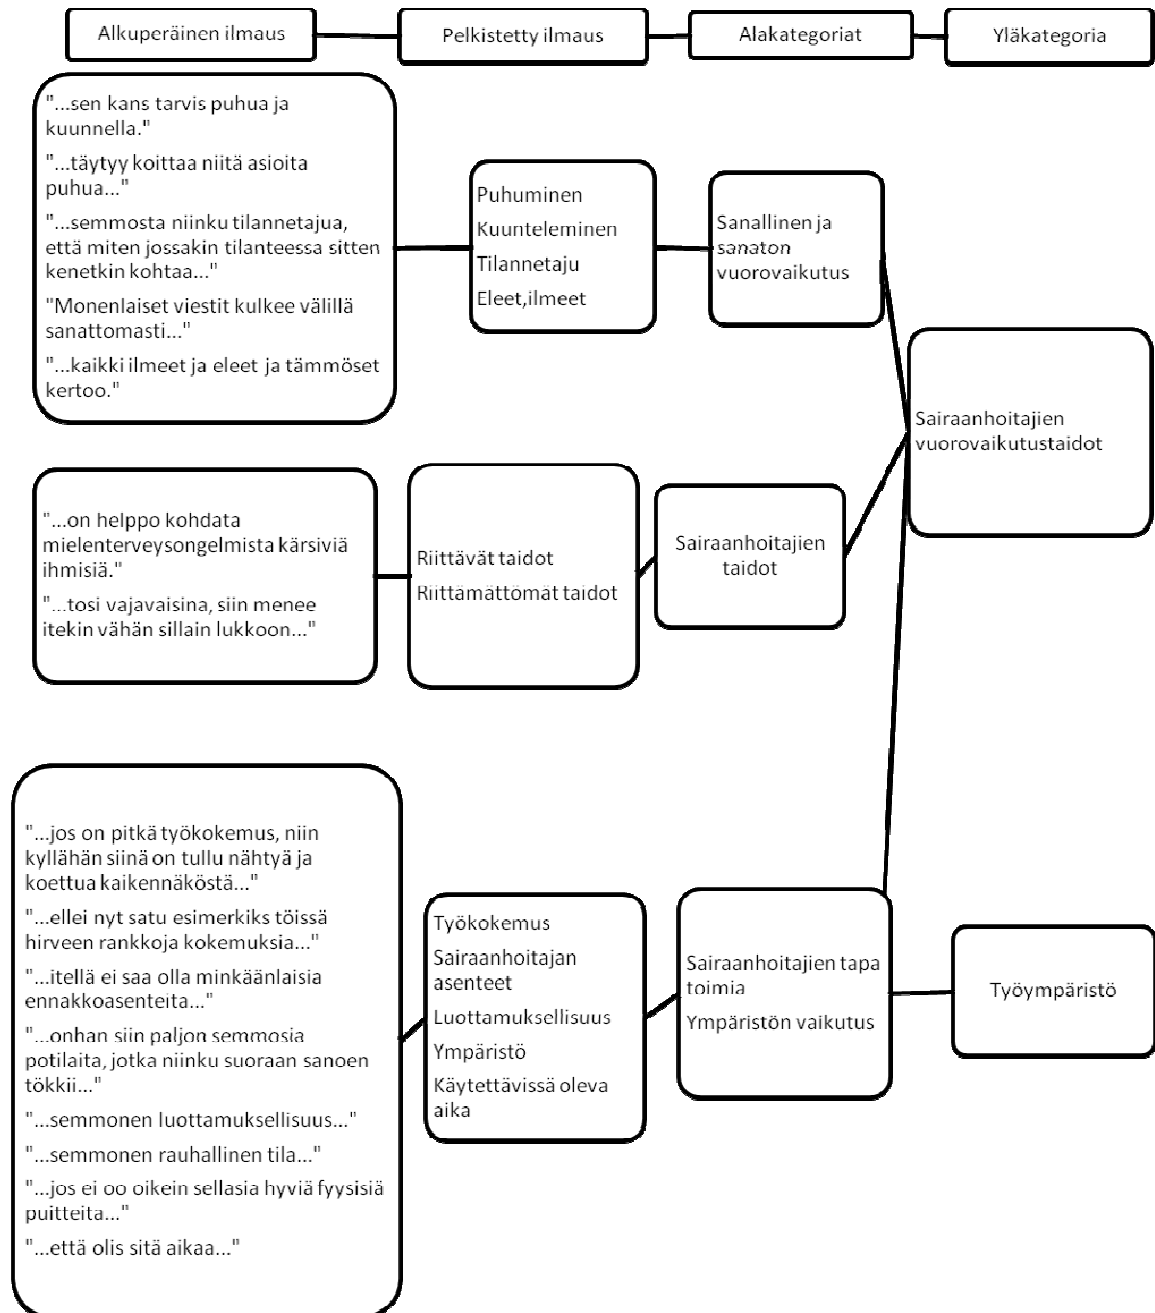 Alkuperäinen ilmaus
Pelkistetty ilmaus
Alakategoriat
Yläkategoria
"...sen kans tarvis puhua ja
kuunnella."
"...täytyy koittaa niitä asioita
puhua..."
"...semmosta niinku tilannetajua,
että miten jossakin tilanteessa sitten
kenetkin kohtaa..."
"Monenlaiset viestit kulkee välillä
sanattomasti..."
"...kaikki ilmeet ja eleet ja tämmöset
kertoo."
Puhuminen
Kuunteleminen
Tilannetaju
Eleet,ilmeet
Sanallinen ja
sanaton
vuorovaikutus
Sairaanhoitajien
vuorovaikutustaidot
"...on helppo kohdata
mielenterveysongelmista kärsiviä
ihmisiä."
"...tosi vajavaisina, siin menee
itekin vähän sillain lukkoon..."
Riittävät taidot
Riittämättömät taidot
Sairaanhoitajien
taidot
"...jos on pitkä työkokemus, niin
kyllähän siinä on tullu nähtyä ja
koettua kaikennäköstä..."
"...ellei nyt satu esimerkiks töissä
hirveen rankkoja kokemuksia..."
"...itellä ei saa olla minkäänlaisia
ennakkoasenteita..."
"...onhan siin paljon semmosia
potilaita, jotka niinku suoraan sanoen
tökkii..."
"...semmonen luottamuksellisuus..."
"...semmonen rauhallinen tila..."
"...jos ei oo oikein sellasia hyviä fyysisiä
puitteita..."
"...että olis sitä aikaa..."
Työkokemus
Sairaanhoitajan
asenteet
Luottamuksellisuus
Ympäristö
Käytettävissä oleva
aika
Sairaanhoitajien tapa
toimia
Ympäristön vaikutus
Työympäristö